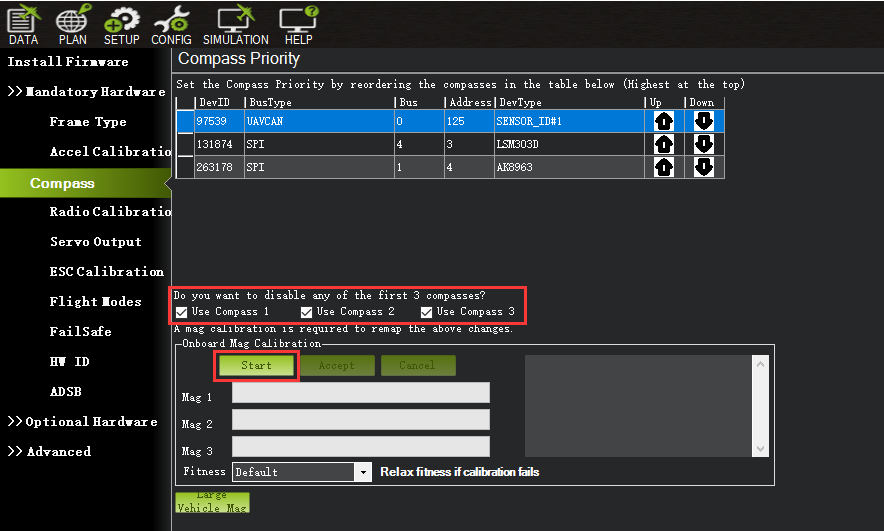 DATA PLAN SETUP CONFIG SIMULATION HELP
Install Firmware
>>Mandatory Hardware
Frame Type
Accel Calibratio
Compass
Radio Calibratio
Servo Output
ESC Calibration
Flight Modes
FailSafe
HW ID
ADSB
>>Optional Hardware
>>Advanced
Compass Priority
Set the Compass Priority by reordering the compasses in the table below (Highest at the top)
DevID BusType Bus Address DevType Up Down
97539 UAVCAN 0 125 SENSOR_ID#1
131874 SPI 4 3 LSM303D
263178 SPI 1 4 AK8963
Do you want to disable any of the first 3 compasses?
Use Compass 1 Use Compass 2 Use Compass 3
A mag calibration is required to remap the above changes.
Onboard Mag Calibration
Start Accept Cancel
Mag 1
Mag 2
Mag 3
Fitness Default Relax fitness if calibration fails
Large
Vehicle Mag